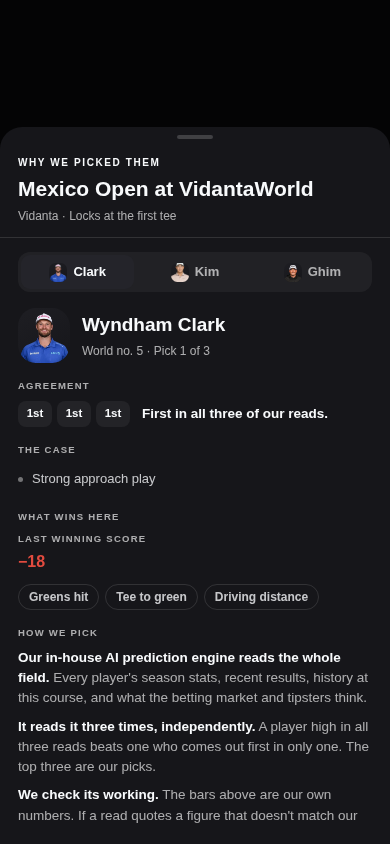 WHY WE PICKED THEM
Mexico Open at VidantaWorld
Vidanta · Locks at the first tee
Clark
Kim
Ghim
Wyndham Clark
World no. 5 · Pick 1 of 3
AGREEMENT
1st 1st 1st First in all three of our reads.
THE CASE
Strong approach play
WHAT WINS HERE
LAST WINNING SCORE
−18
Greens hit
Tee to green
Driving distance
HOW WE PICK
Our in-house AI prediction engine reads the whole
field. Every player's season stats, recent results, history at
this course, and what the betting market and tipsters think.
It reads it three times, independently. A player high in all
three reads beats one who comes out first in only one. The
top three are our picks.
We check its working. The bars above are our own
numbers. If a read quotes a figure that doesn't match our